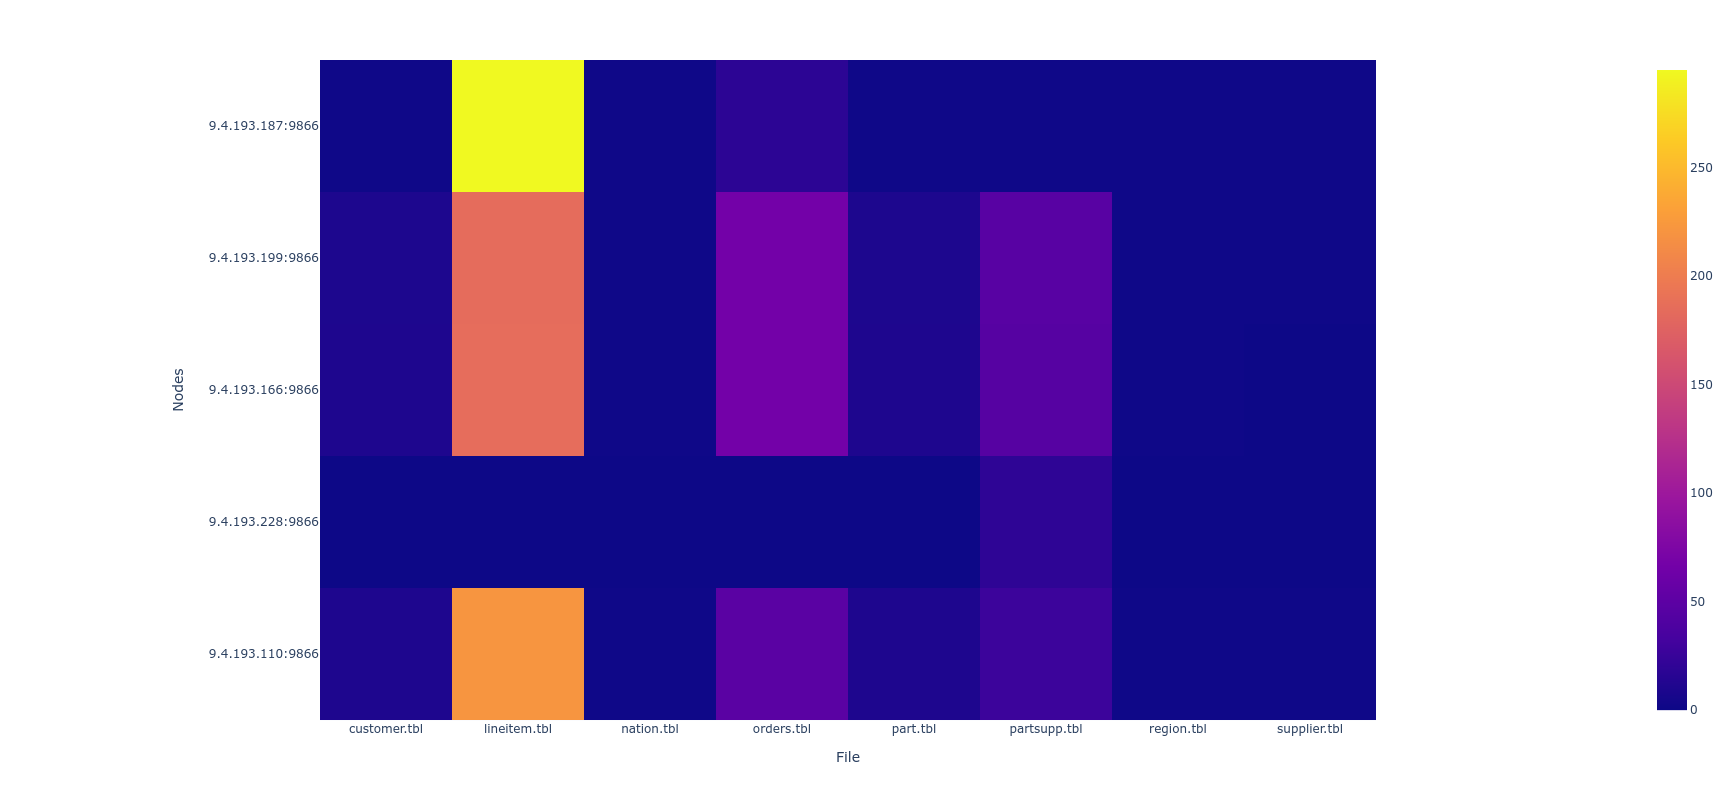 9.4.193.187:9866
9.4.193.199:9866
9.4.193.166:9866
9.4.193.228:9866
9.4.193.110:9866
Nodes
customer.tbl
lineitem.tbl
nation.tbl
orders.tbl
part.tbl
partsupp.tbl
region.tbl
supplier.tbl
File
250
200
150
100
50
0